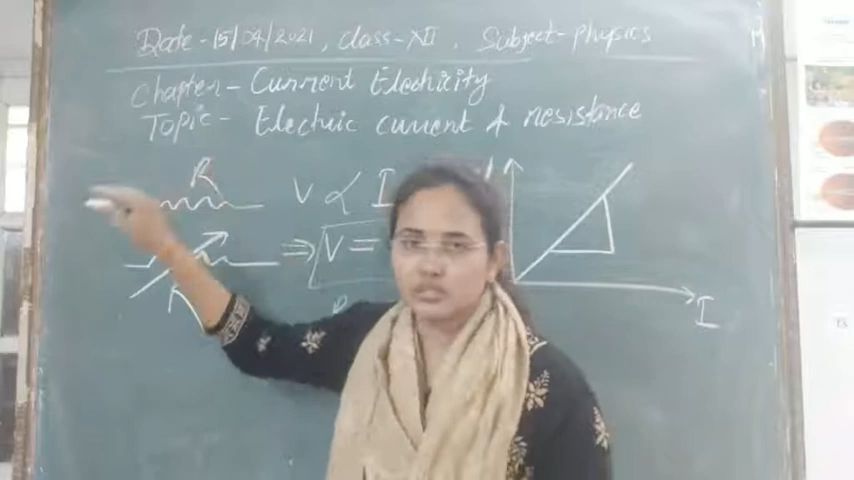 Date - 15/04/2021, class-XII, Subject- Physics
Chapter - Current Electricity
Topic - Electric current & resistance
R
V ∝ I
⇒ V =
R
I